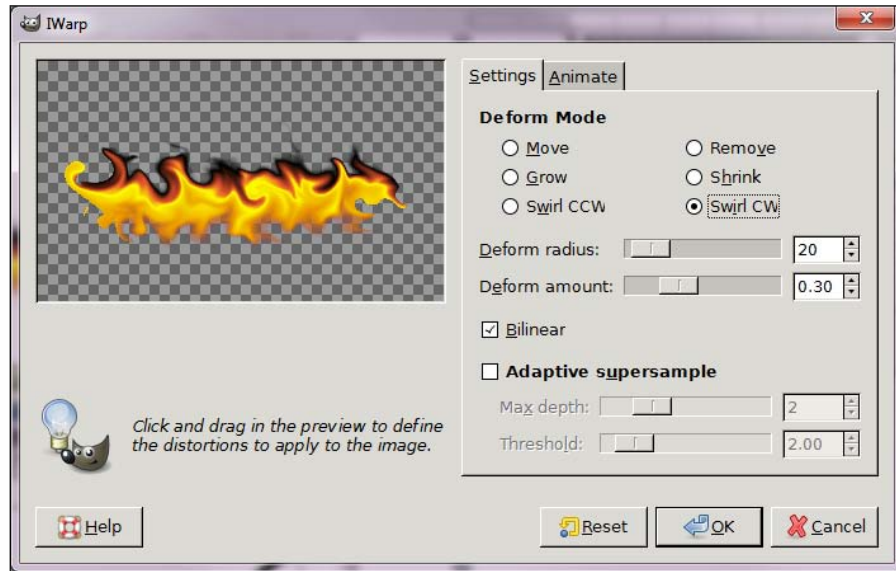 IWarp
Settings
Animate
Deform Mode
Move
Remove
Grow
Shrink
Swirl CCW
Swirl CW
Deform radius:
20
Deform amount:
0.30
Bilinear
Adaptive supersample
Max depth:
2
Threshold:
2.00
Click and drag in the preview to define
the distortions to apply to the image.
Help
Reset
OK
Cancel